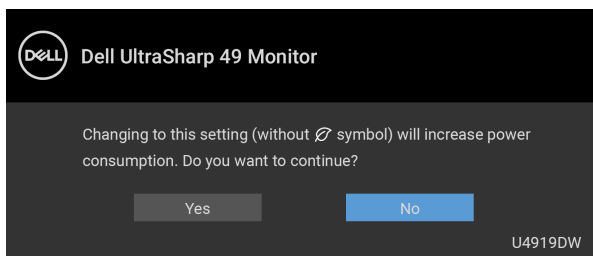 DELL
Dell UltraSharp 49 Monitor
Changing to this setting (without symbol) will increase power
consumption. Do you want to continue?
Yes
No
U4919DW